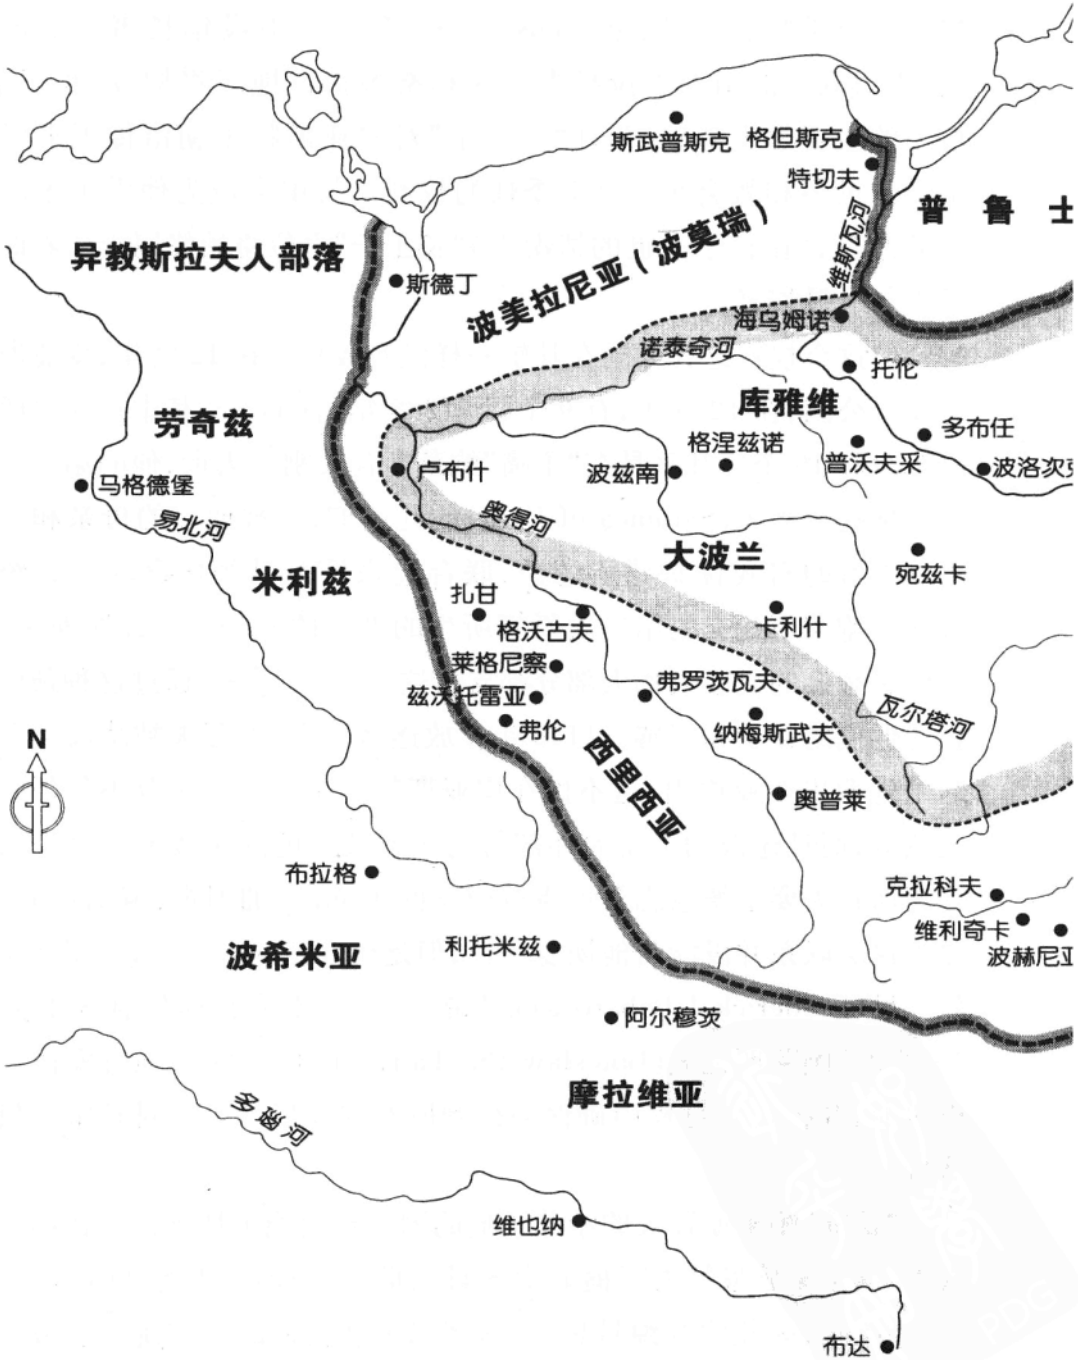 斯武普斯克
格但斯克
特切夫
普鲁士
维斯瓦河
异教斯拉夫人部落
斯德丁
波美拉尼亚(波莫瑞)
海乌姆诺
诺泰奇河
托伦
库雅维
劳奇兹
多布任
格涅兹诺
普沃夫采
波洛次克
马格德堡
卢布什
波兹南
易北河
奥得河
大波兰
宛兹卡
米利兹
扎甘
格沃古夫
卡利什
莱格尼察
弗罗茨瓦夫
兹沃托雷亚
弗伦
纳梅斯武夫
瓦尔塔河
N
西里西亚
奥普莱
布拉格
克拉科夫
维利奇卡
波希米亚
利托米兹
波赫尼亚
阿尔穆茨
摩拉维亚
多瑙河
维也纳
布达
PDG